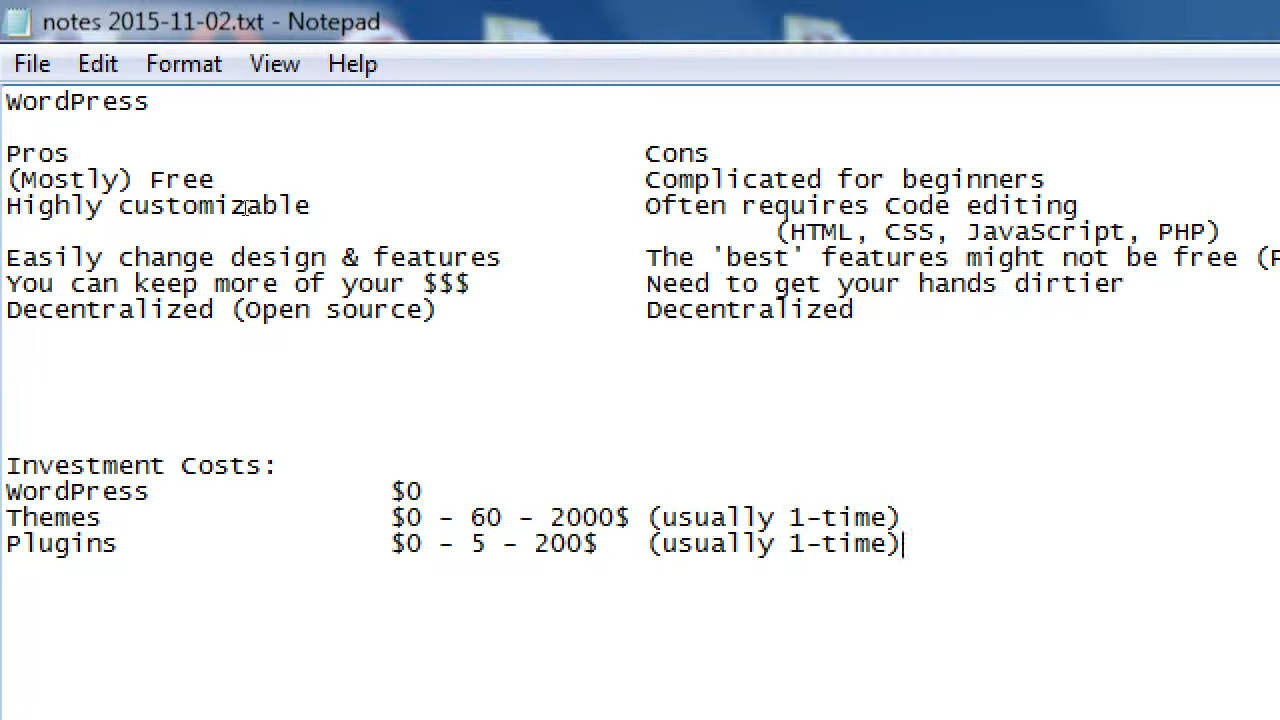 notes 2015-11-02.txt - Notepad
File Edit Format View Help
WordPress
Pros Cons
(Mostly) Free Complicated for beginners
Highly customizable Often requires Code editing
(HTML, CSS, JavaScript, PHP)
Easily change design & features The 'best' features might not be free
You can keep more of your $$$ Need to get your hands dirtier
Decentralized (Open source) Decentralized
Investment Costs:
WordPress $0
Themes $0 - 60 - 2000$ (usually 1-time)
Plugins $0 - 5 - 200$ (usually 1-time)